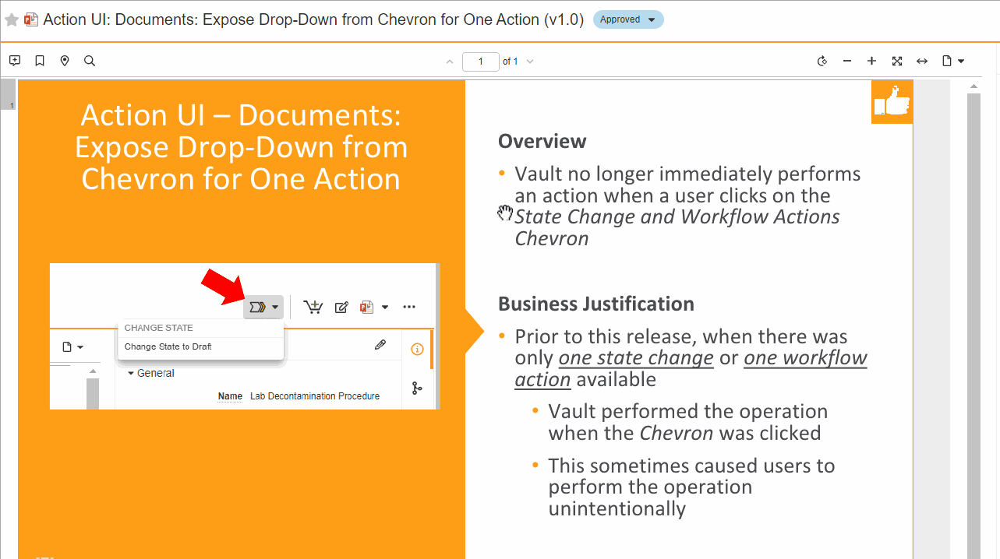 Action UI: Documents: Expose Drop-Down from Chevron for One Action (v1.0)
Approved
1 of 1
1
Action UI – Documents:
Expose Drop-Down from
Chevron for One Action
CHANGE STATE
Change State to Draft
General
Name Lab Decontamination Procedure
Overview
• Vault no longer immediately performs
an action when a user clicks on the
State Change and Workflow Actions
Chevron
Business Justification
• Prior to this release, when there was
only one state change or one workflow
action available
• Vault performed the operation
when the Chevron was clicked
• This sometimes caused users to
perform the operation
unintentionally